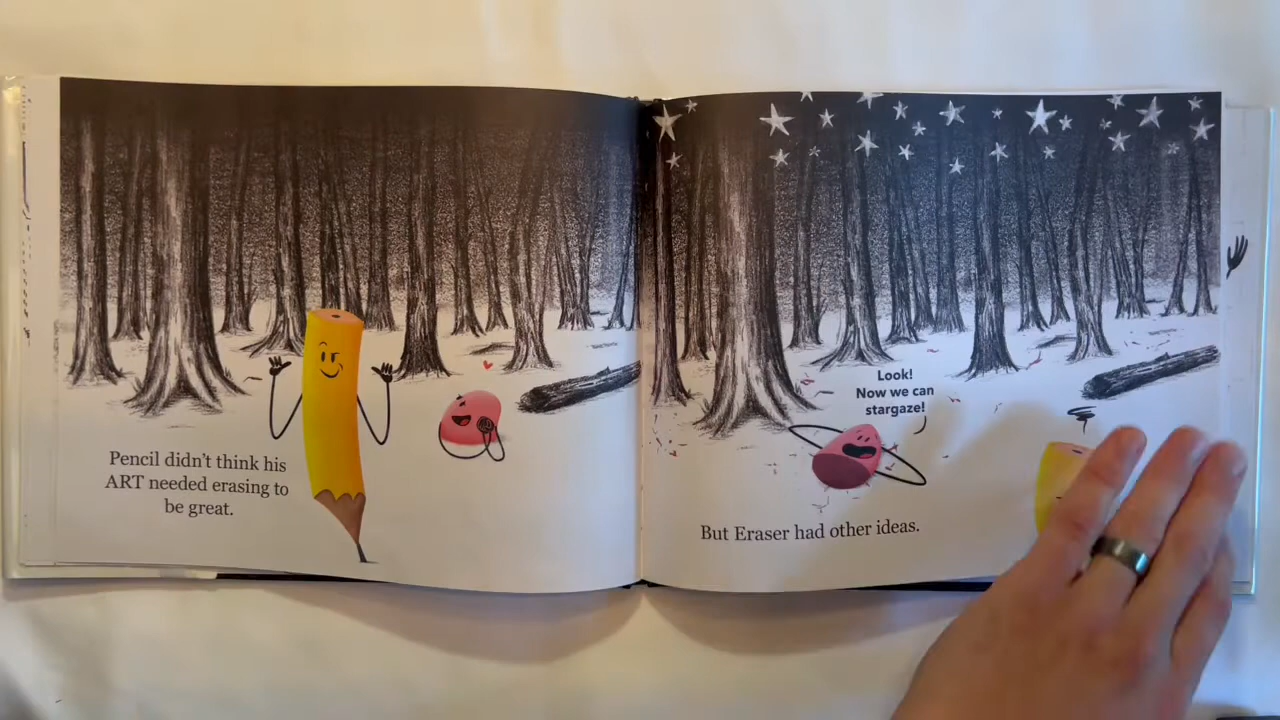 Pencil didn't think his
ART needed erasing to
be great.
Look!
Now we can
stargaze!
But Eraser had other ideas.